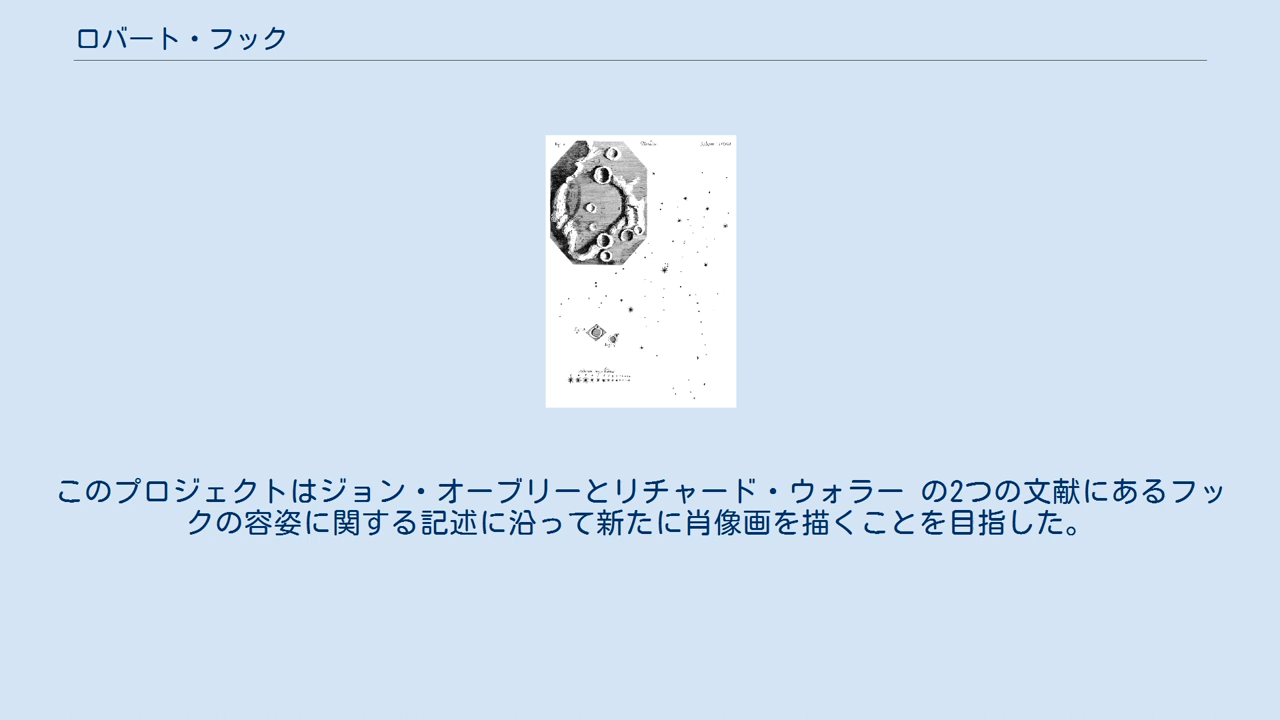 ロバート・フック
このプロジェクトはジョン・オーブリーとリチャード・ウォラー の2つの文献にあるフッ
クの容姿に関する記述に沿って新たに肖像画を描くことを目指した。